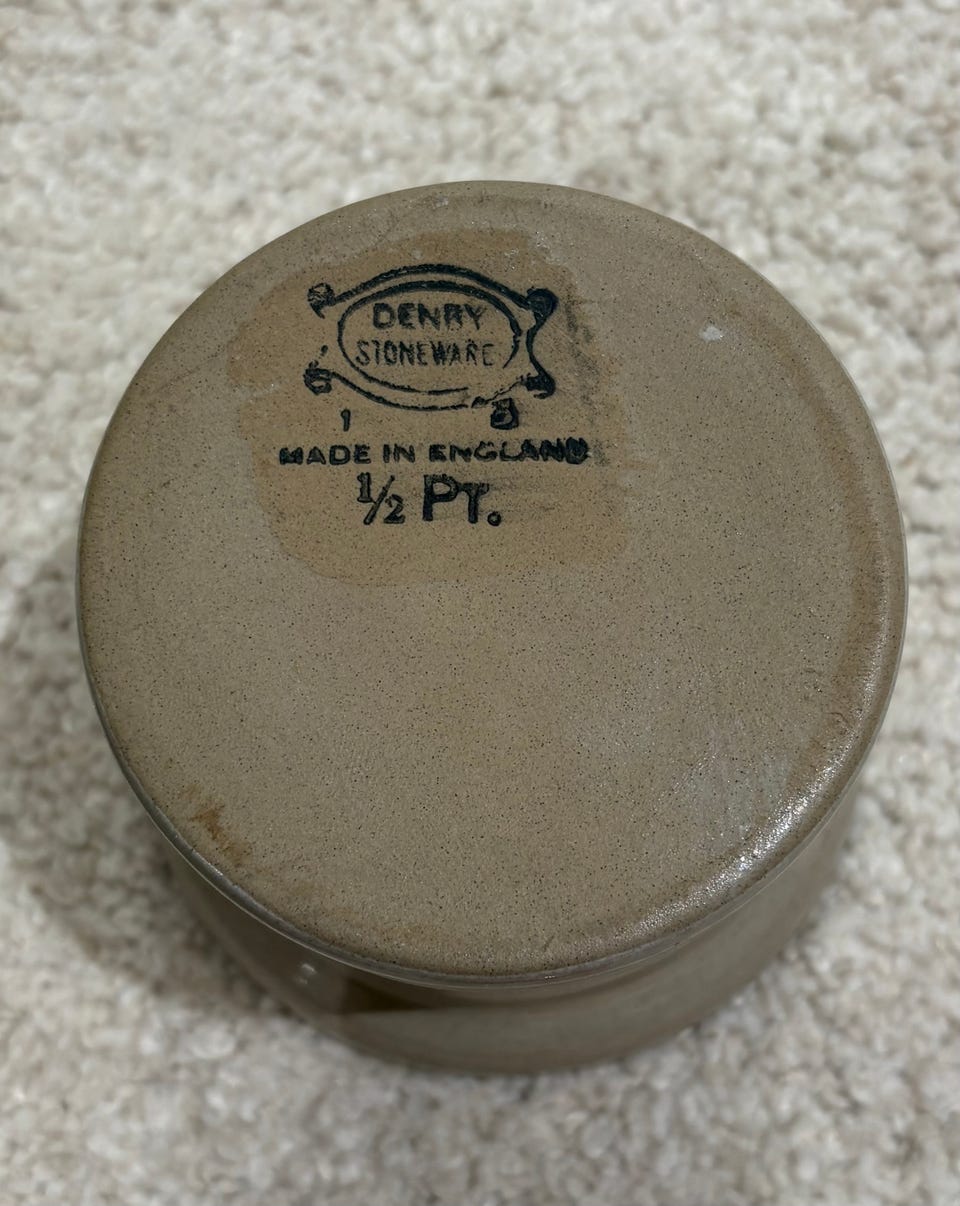 DENBY
STONEWARE
1 B
MADE IN ENGLAND
1/2 PT.